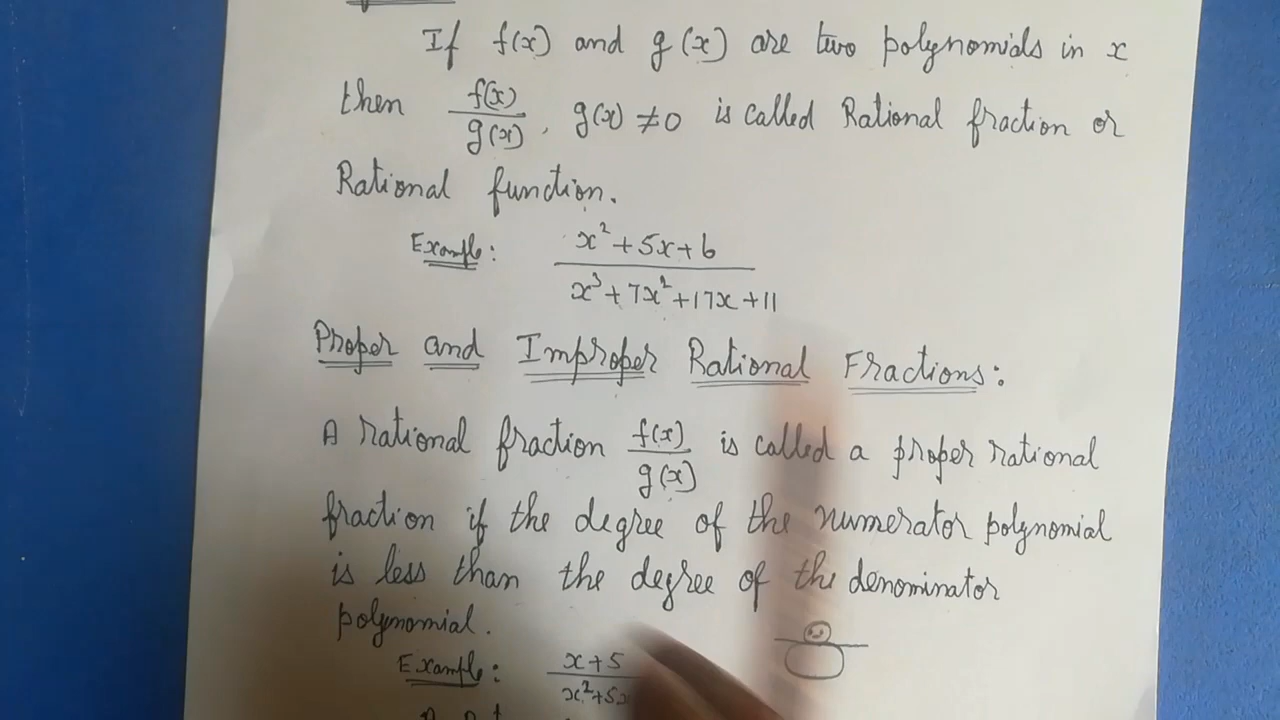 If f(x) and g(x) are two polynomials in x
then f(x)/g(x), g(x) ≠ 0 is called Rational fraction or
Rational function.
Example: x² + 5x + 6
x³ + 7x² + 17x + 11
Proper and Improper Rational Fractions:
A rational fraction f(x)/g(x) is called a proper rational
fraction if the degree of the numerator polynomial
is less than the degree of the denominator
polynomial.
Example: x + 5
x² + 5x